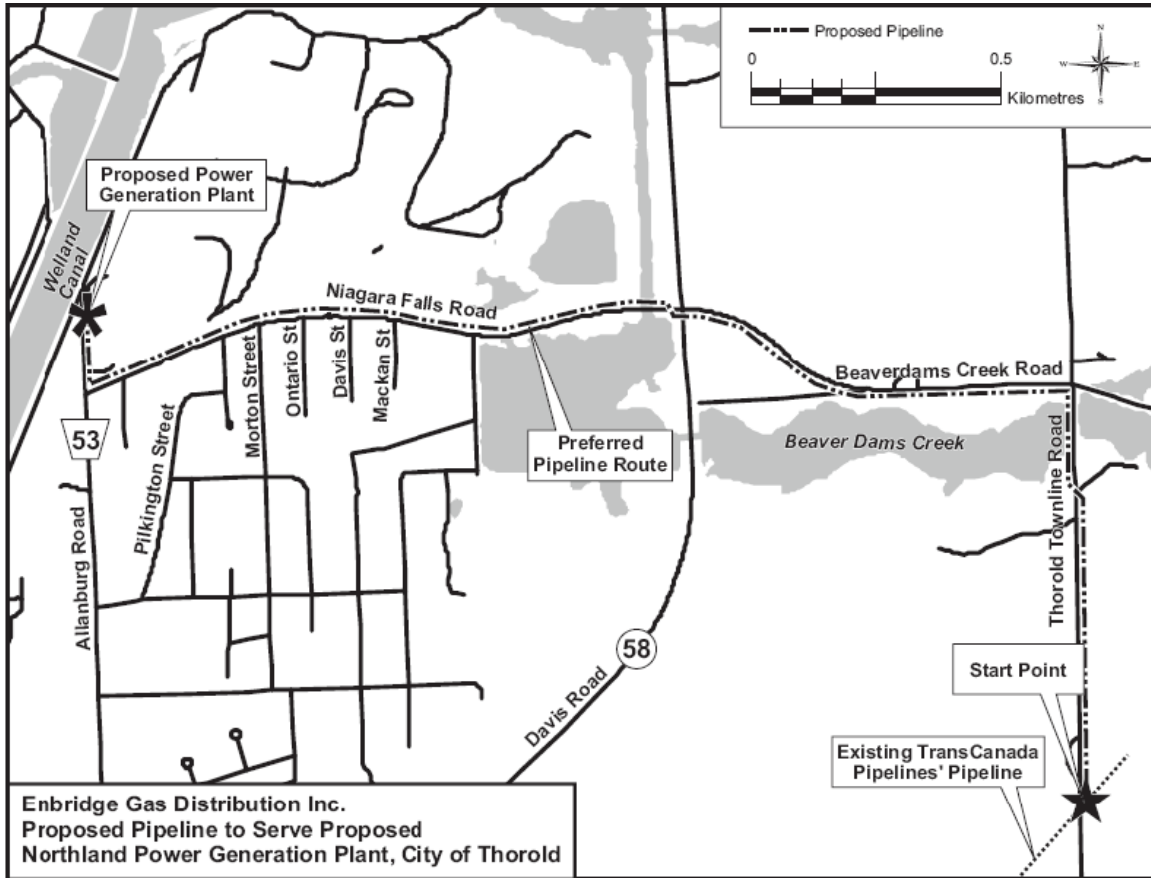 N
W
E
S
Proposed Pipeline
0
0.5
Kilometres
Proposed Power
Generation Plant
Welland
Canal
Niagara Falls Road
Morton Street
Ontario St
Davis St
Mackan St
Beaverdams Creek Road
Preferred
Pipeline Route
Beaver Dams Creek
53
Pilkington Street
Allanburg Road
Thorold Townline Road
58
Davis Road
Start Point
Existing TransCanada
Pipelines' Pipeline
Enbridge Gas Distribution Inc.
Proposed Pipeline to Serve Proposed
Northland Power Generation Plant, City of Thorold